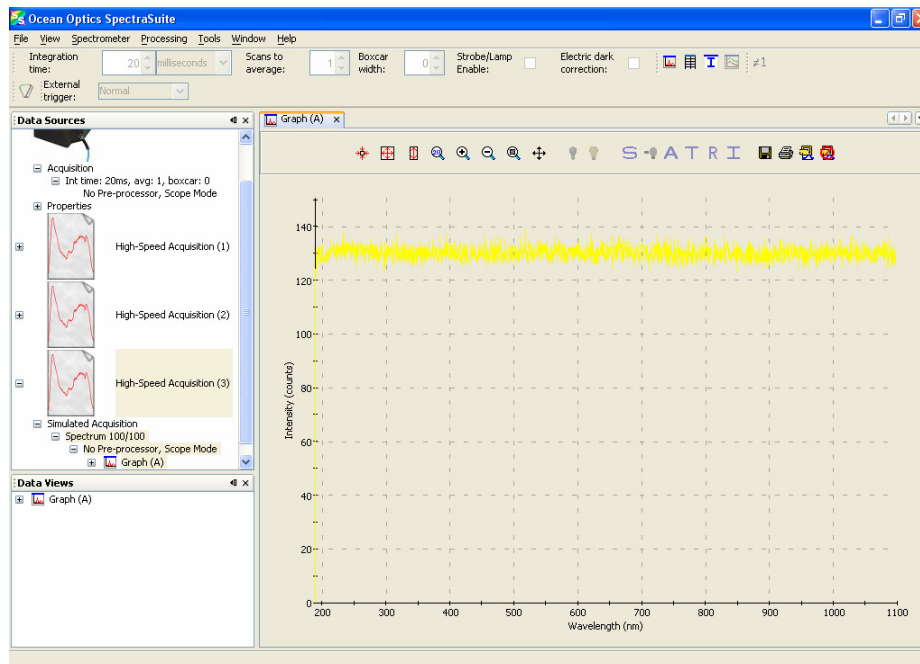 Ocean Optics SpectraSuite
File View Spectrometer Processing Tools Window Help
Integration time: 20 milliseconds Scans to average: 1 Boxcar width: 0 Strobe/Lamp Enable: Electric dark correction: ≠1
External trigger: Normal
Data Sources
Acquisition
Int time: 20ms, avg: 1, boxcar: 0
No Pre-processor, Scope Mode
Properties
High-Speed Acquisition (1)
High-Speed Acquisition (2)
High-Speed Acquisition (3)
Simulated Acquisition
Spectrum 100/100
No Pre-processor, Scope Mode
Graph (A)
Data Views
Graph (A)
Graph (A)
S A T R I
140
120
100
80
60
40
20
0
Intensity (counts)
200 300 400 500 600 700 800 900 1000 1100
Wavelength (nm)